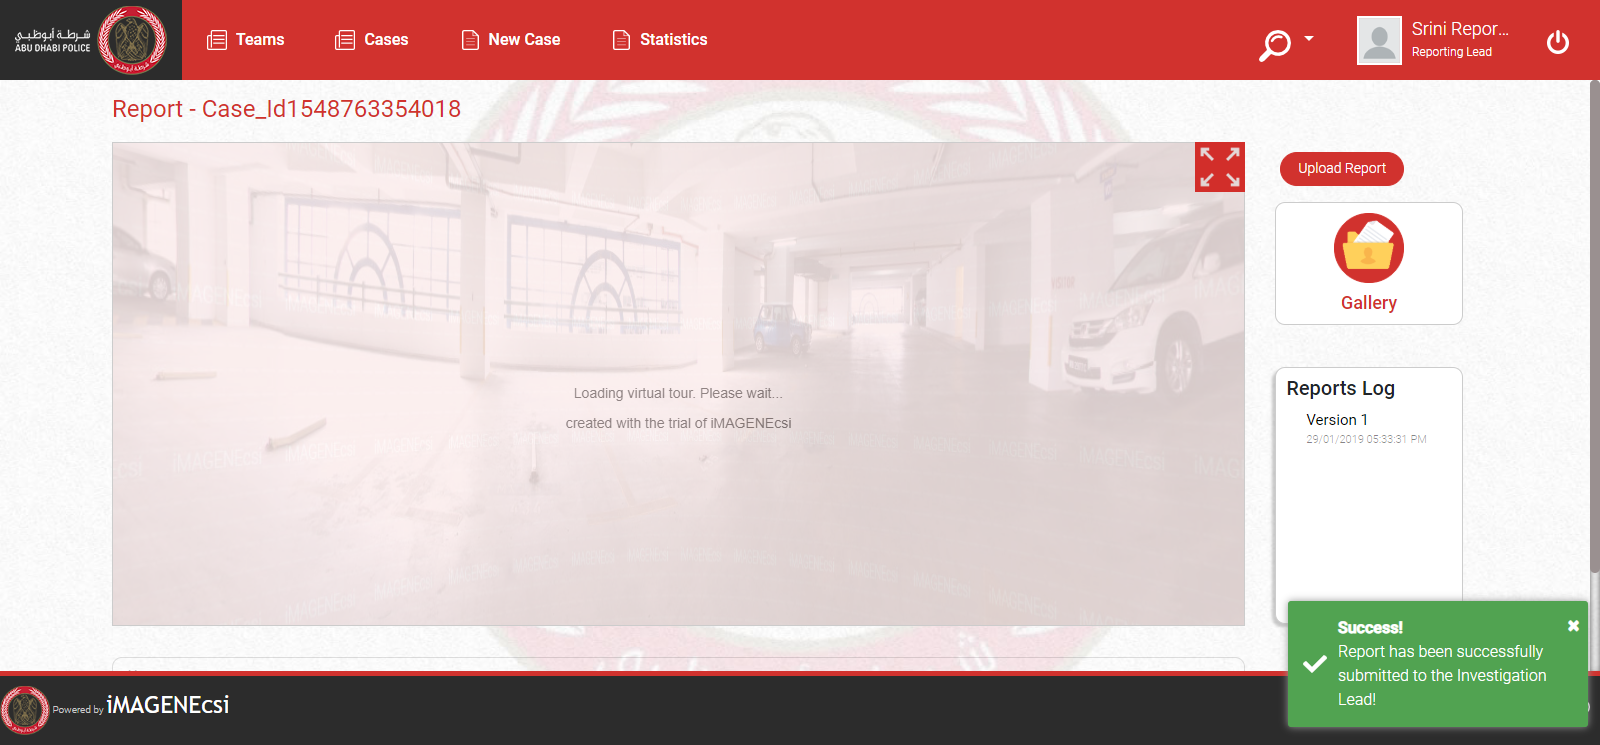 شرطة أبوظبي
ABU DHABI POLICE
Teams
Cases
New Case
Statistics
Srini Repor...
Reporting Lead
Report - Case_Id1548763354018
Upload Report
Gallery
Loading virtual tour. Please wait...
created with the trial of iMAGENEcsi
Reports Log
Version 1
29/01/2019 05:33:31 PM
Success!
Report has been successfully
submitted to the Investigation
Lead!
Powered by iMAGENEcsi